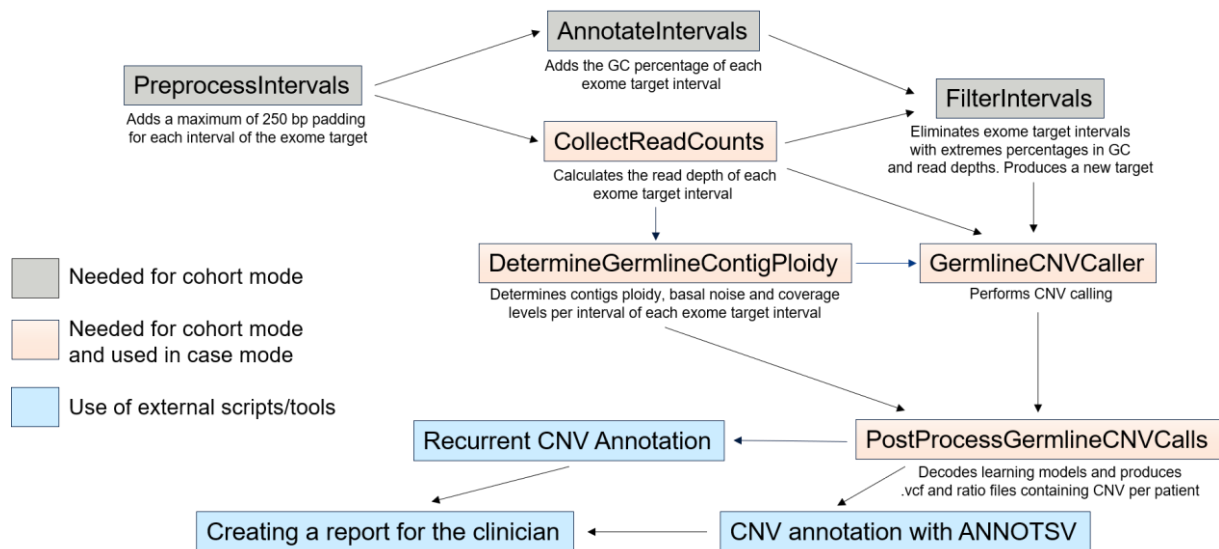 AnnotateIntervals
Adds the GC percentage of each
exome target interval
PreprocessIntervals
Adds a maximum of 250 bp padding
for each interval of the exome target
FilterIntervals
Eliminates exome target intervals
with extremes percentages in GC
and read depths. Produces a new target
CollectReadCounts
Calculates the read depth of each
exome target interval
DetermineGermlineContigPloidy
Determines contigs ploidy, basal noise and coverage
levels per interval of each exome target interval
GermlineCNVCaller
Performs CNV calling
Needed for cohort mode
Needed for cohort mode
and used in case mode
Use of external scripts/tools
Recurrent CNV Annotation
PostProcessGermlineCNVCalls
Decodes learning models and produces
.vcf and ratio files containing CNV per patient
Creating a report for the clinician
CNV annotation with ANNOTSV